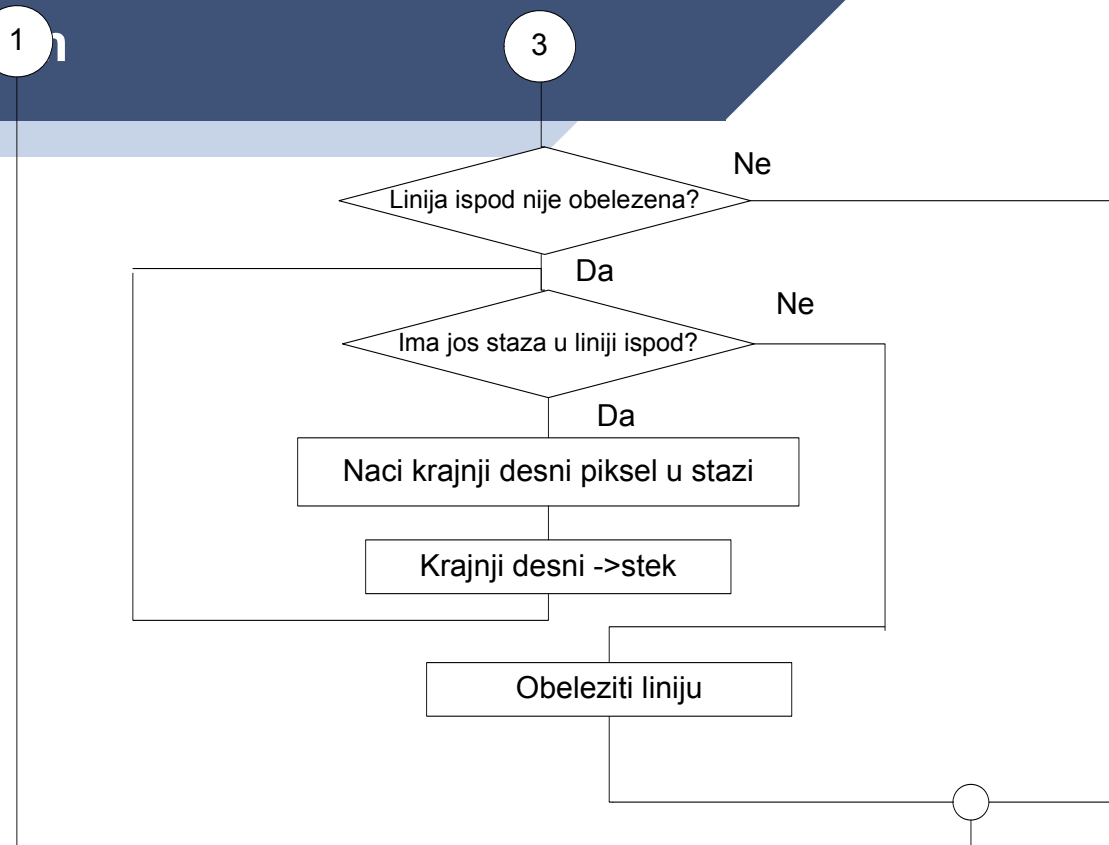 1
3
Ne
Linija ispod nije obelezena?
Da
Ne
Ima jos staza u liniji ispod?
Da
Naci krajnji desni piksel u stazi
Krajnji desni ->stek
Obeleziti liniju